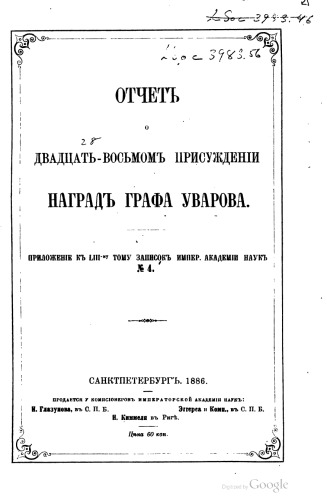 Lsoc 3983.46
Lsoc 3983.56
ОТЧЕТЪ
О
28
ДВАДЦАТЬ-ВОСЬМОМЪ ПРИСУЖДЕНІИ
НАГРАДЪ ГРАФА УВАРОВА.
ПРИЛОЖЕНІЕ КЪ LIII-му ТОМУ ЗАПИСОКЪ ИМПЕР. АКАДЕМІИ НАУКЪ
№ 4.
САНКТПЕТЕРБУРГЪ. 1886.
ПРОДАЕТСЯ У КОМИСІОНЕРОВЪ ИМПЕРАТОРСКОЙ АКАДЕМІИ НАУКЪ:
И. Глазунова, въ С. П. Б. Эггерса и Комп., въ С. П. Б.
Н. Киммеля въ Ригѣ.
Цѣна 60 коп.
Digitized by Google